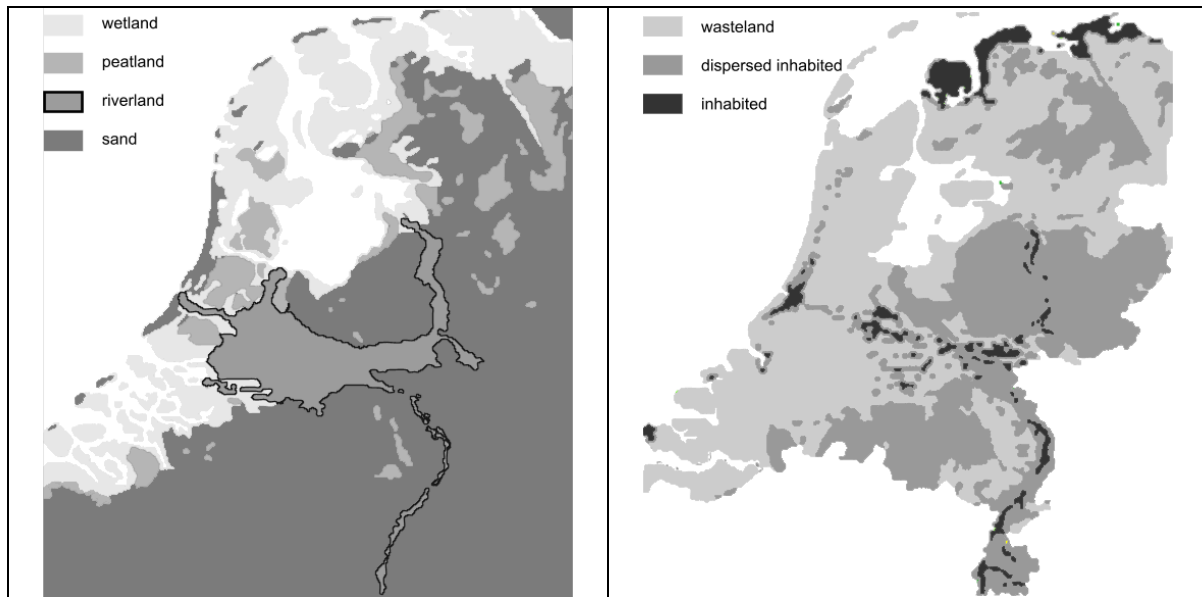 wetland
peatland
riverland
sand
wasteland
dispersed inhabited
inhabited